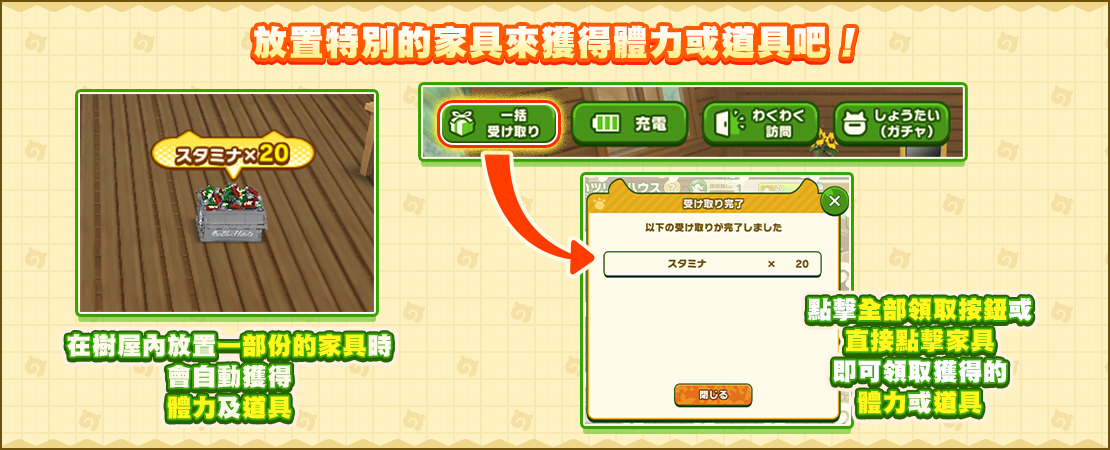 放置特別的家具來獲得體力或道具吧！
スタミナ×20
一括
受け取り
充電
わくわく
訪問
しょうたい
（ガチャ）
受け取り完了
以下の受け取りが完了しました
スタミナ × 20
閉じる
在樹屋內放置一部份的家具時
會自動獲得
體力及道具
點擊全部領取按鈕或
直接點擊家具
即可領取獲得的
體力或道具